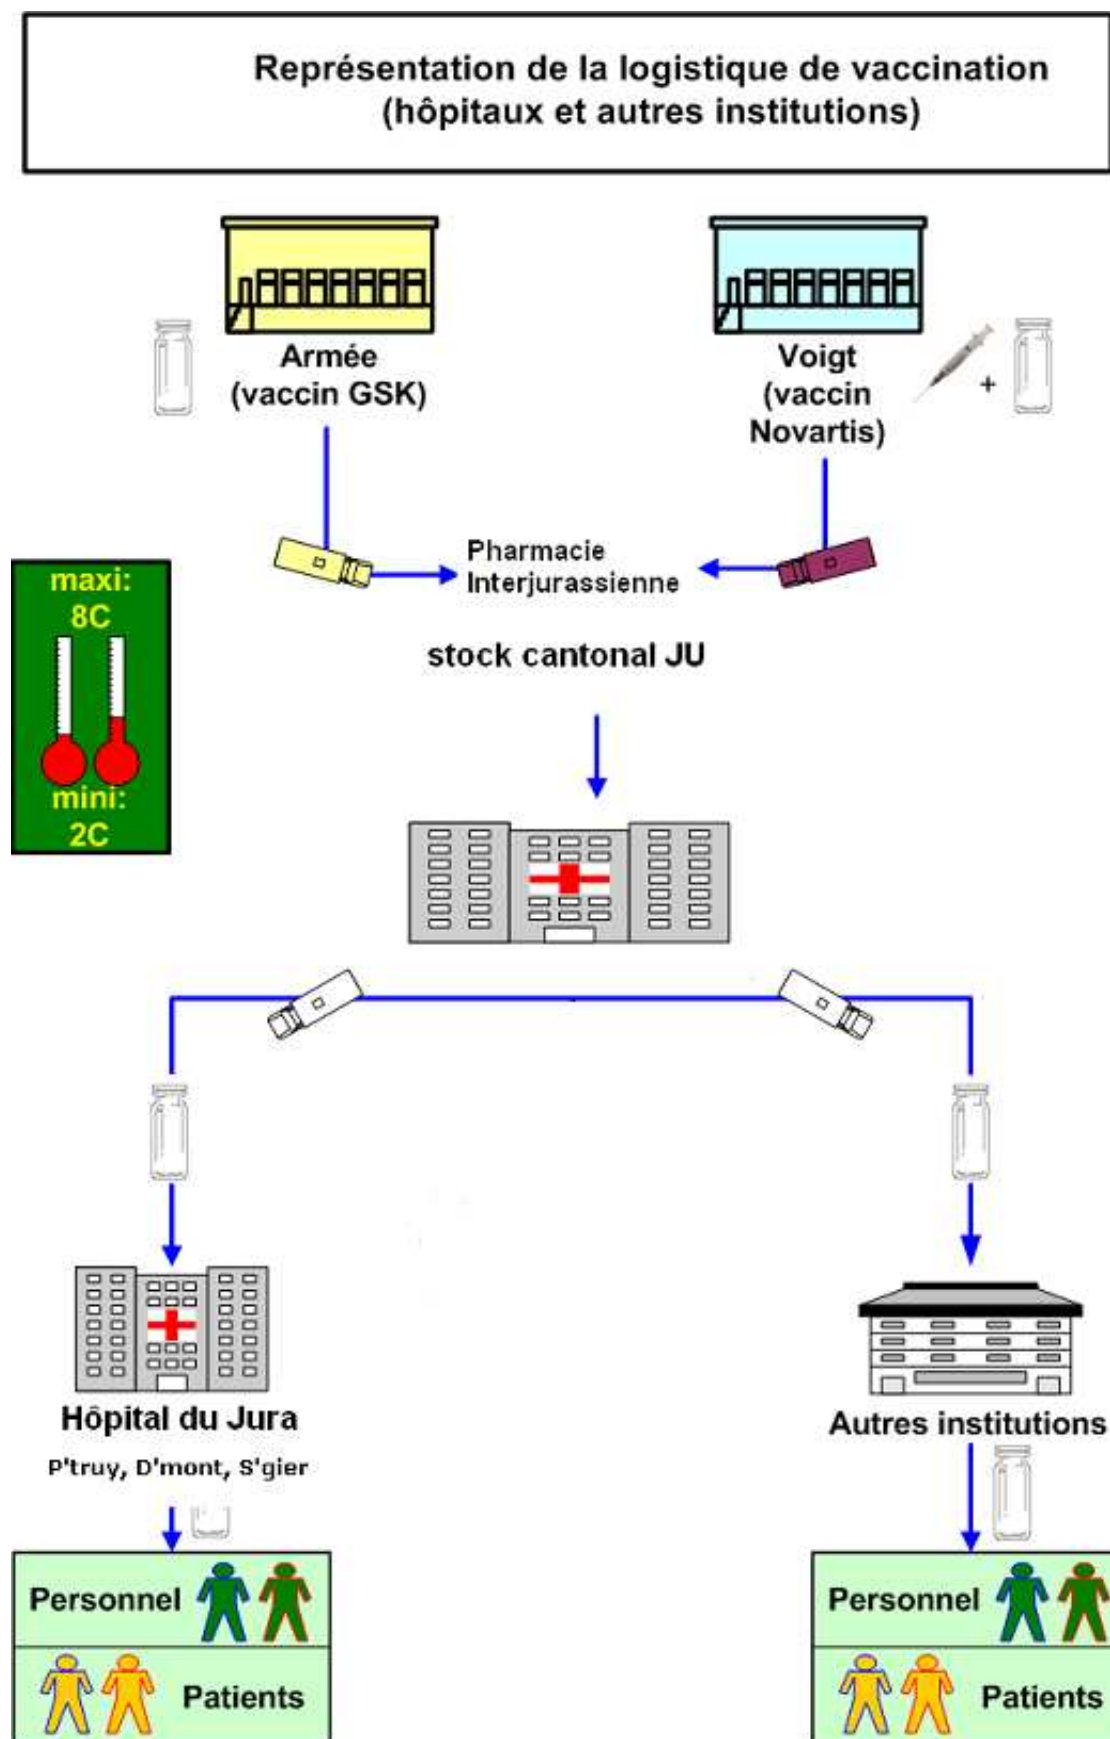 Représentation de la logistique de vaccination
(hôpitaux et autres institutions)
Armée
(vaccin GSK)
Voigt
(vaccin
Novartis)
+
Pharmacie
Interjurassienne
maxi:
8C
stock cantonal JU
mini:
2C
Hôpital du Jura
P'truy, D'mont, S'gier
Autres institutions
Personnel
Patients
Personnel
Patients